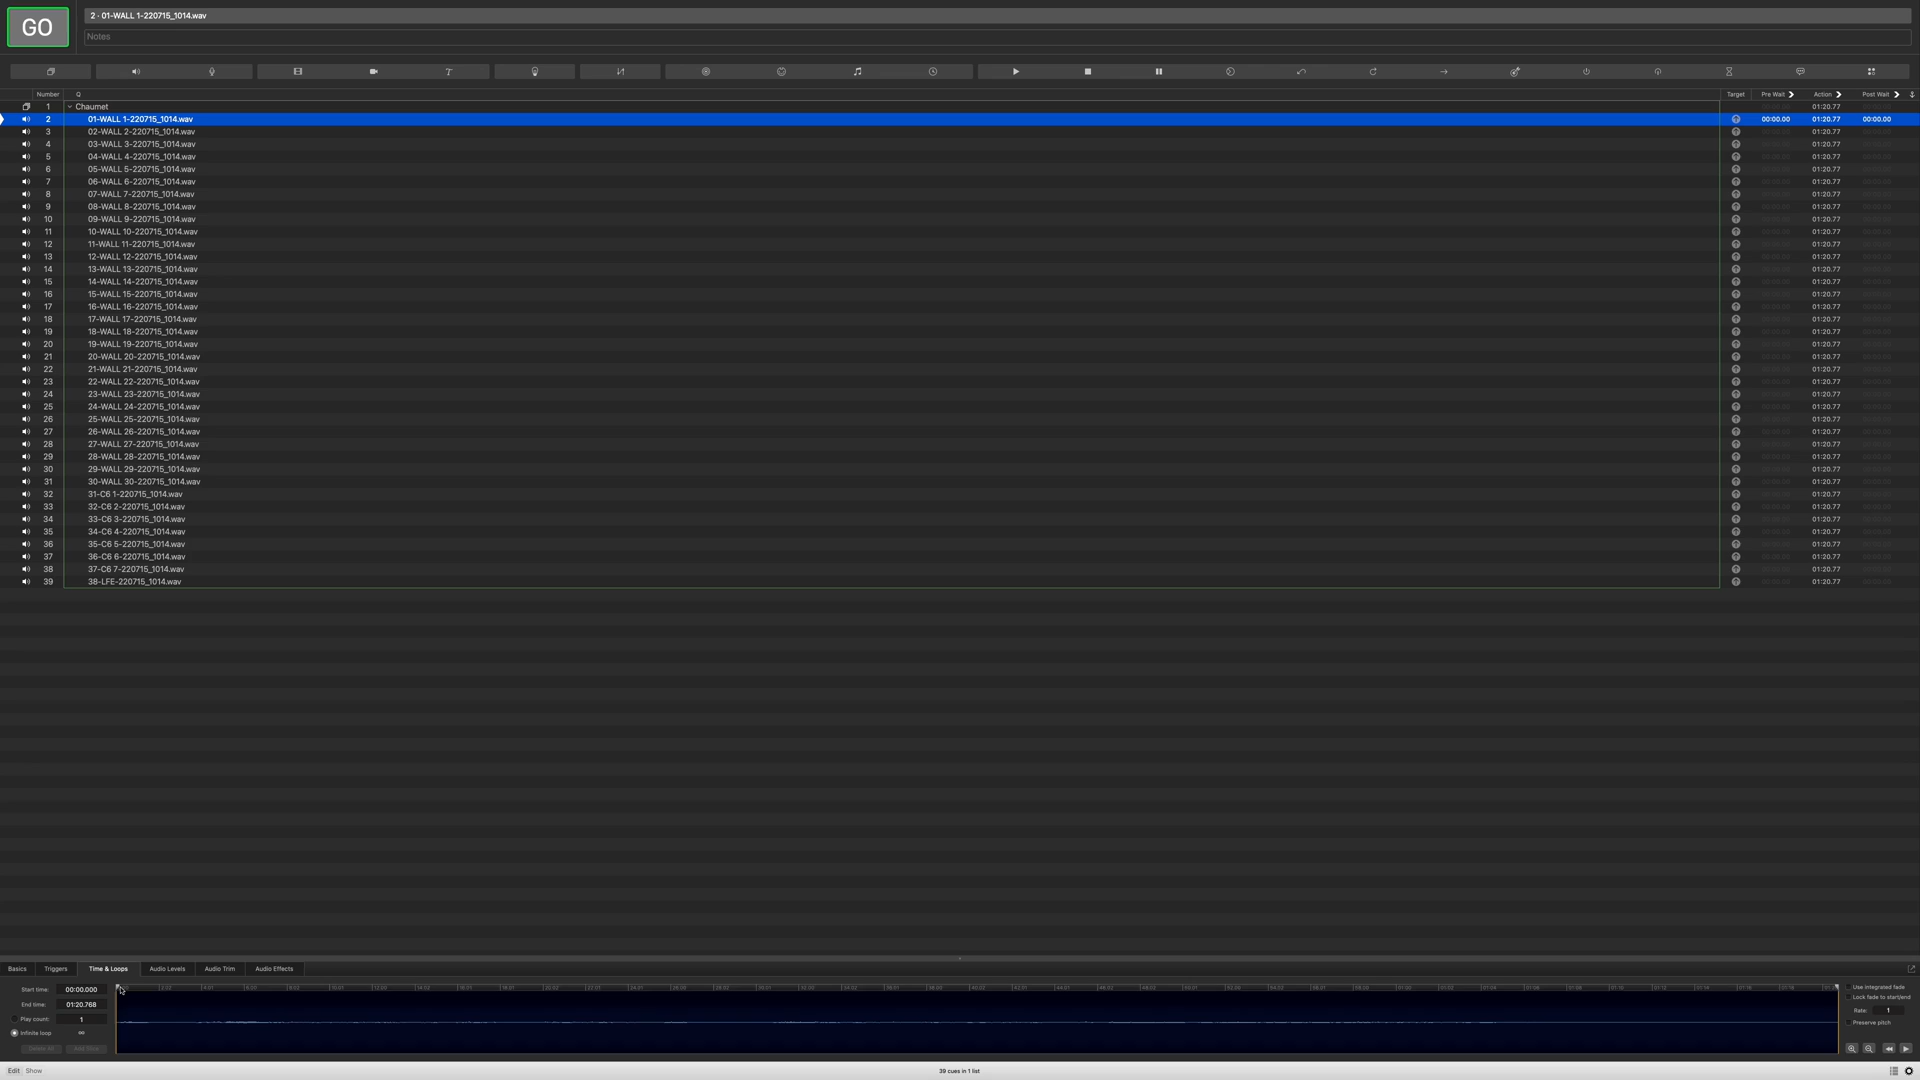 GO
2 · 01-WALL 1-220715_1014.wav
Notes
Number Q Target Pre Wait Action Post Wait
1 Chaumet 01:20.77
2 01-WALL 1-220715_1014.wav 00:00.00 01:20.77 00:00.00
3 02-WALL 2-220715_1014.wav 01:20.77
4 03-WALL 3-220715_1014.wav 01:20.77
5 04-WALL 4-220715_1014.wav 01:20.77
6 05-WALL 5-220715_1014.wav 01:20.77
7 06-WALL 6-220715_1014.wav 01:20.77
8 07-WALL 7-220715_1014.wav 01:20.77
9 08-WALL 8-220715_1014.wav 01:20.77
10 09-WALL 9-220715_1014.wav 01:20.77
11 10-WALL 10-220715_1014.wav 01:20.77
12 11-WALL 11-220715_1014.wav 01:20.77
13 12-WALL 12-220715_1014.wav 01:20.77
14 13-WALL 13-220715_1014.wav 01:20.77
15 14-WALL 14-220715_1014.wav 01:20.77
16 15-WALL 15-220715_1014.wav 01:20.77
17 16-WALL 16-220715_1014.wav 01:20.77
18 17-WALL 17-220715_1014.wav 01:20.77
19 18-WALL 18-220715_1014.wav 01:20.77
20 19-WALL 19-220715_1014.wav 01:20.77
21 20-WALL 20-220715_1014.wav 01:20.77
22 21-WALL 21-220715_1014.wav 01:20.77
23 22-WALL 22-220715_1014.wav 01:20.77
24 23-WALL 23-220715_1014.wav 01:20.77
25 24-WALL 24-220715_1014.wav 01:20.77
26 25-WALL 25-220715_1014.wav 01:20.77
27 26-WALL 26-220715_1014.wav 01:20.77
28 27-WALL 27-220715_1014.wav 01:20.77
29 28-WALL 28-220715_1014.wav 01:20.77
30 29-WALL 29-220715_1014.wav 01:20.77
31 30-WALL 30-220715_1014.wav 01:20.77
32 31-C6 1-220715_1014.wav 01:20.77
33 32-C6 2-220715_1014.wav 01:20.77
34 33-C6 3-220715_1014.wav 01:20.77
35 34-C6 4-220715_1014.wav 01:20.77
36 35-C6 5-220715_1014.wav 01:20.77
37 36-C6 6-220715_1014.wav 01:20.77
38 37-C6 7-220715_1014.wav 01:20.77
39 38-LFE-220715_1014.wav 01:20.77
Basics Triggers Time & Loops Audio Levels Audio Trim Audio Effects
Start time: 00:00.000 Use integrated fade
End time: 01:20.768 Lock fade to start/end
Play count: 1 Rate: 1
Infinite loop ∞ Preserve pitch
Edit Show 39 cues in 1 list